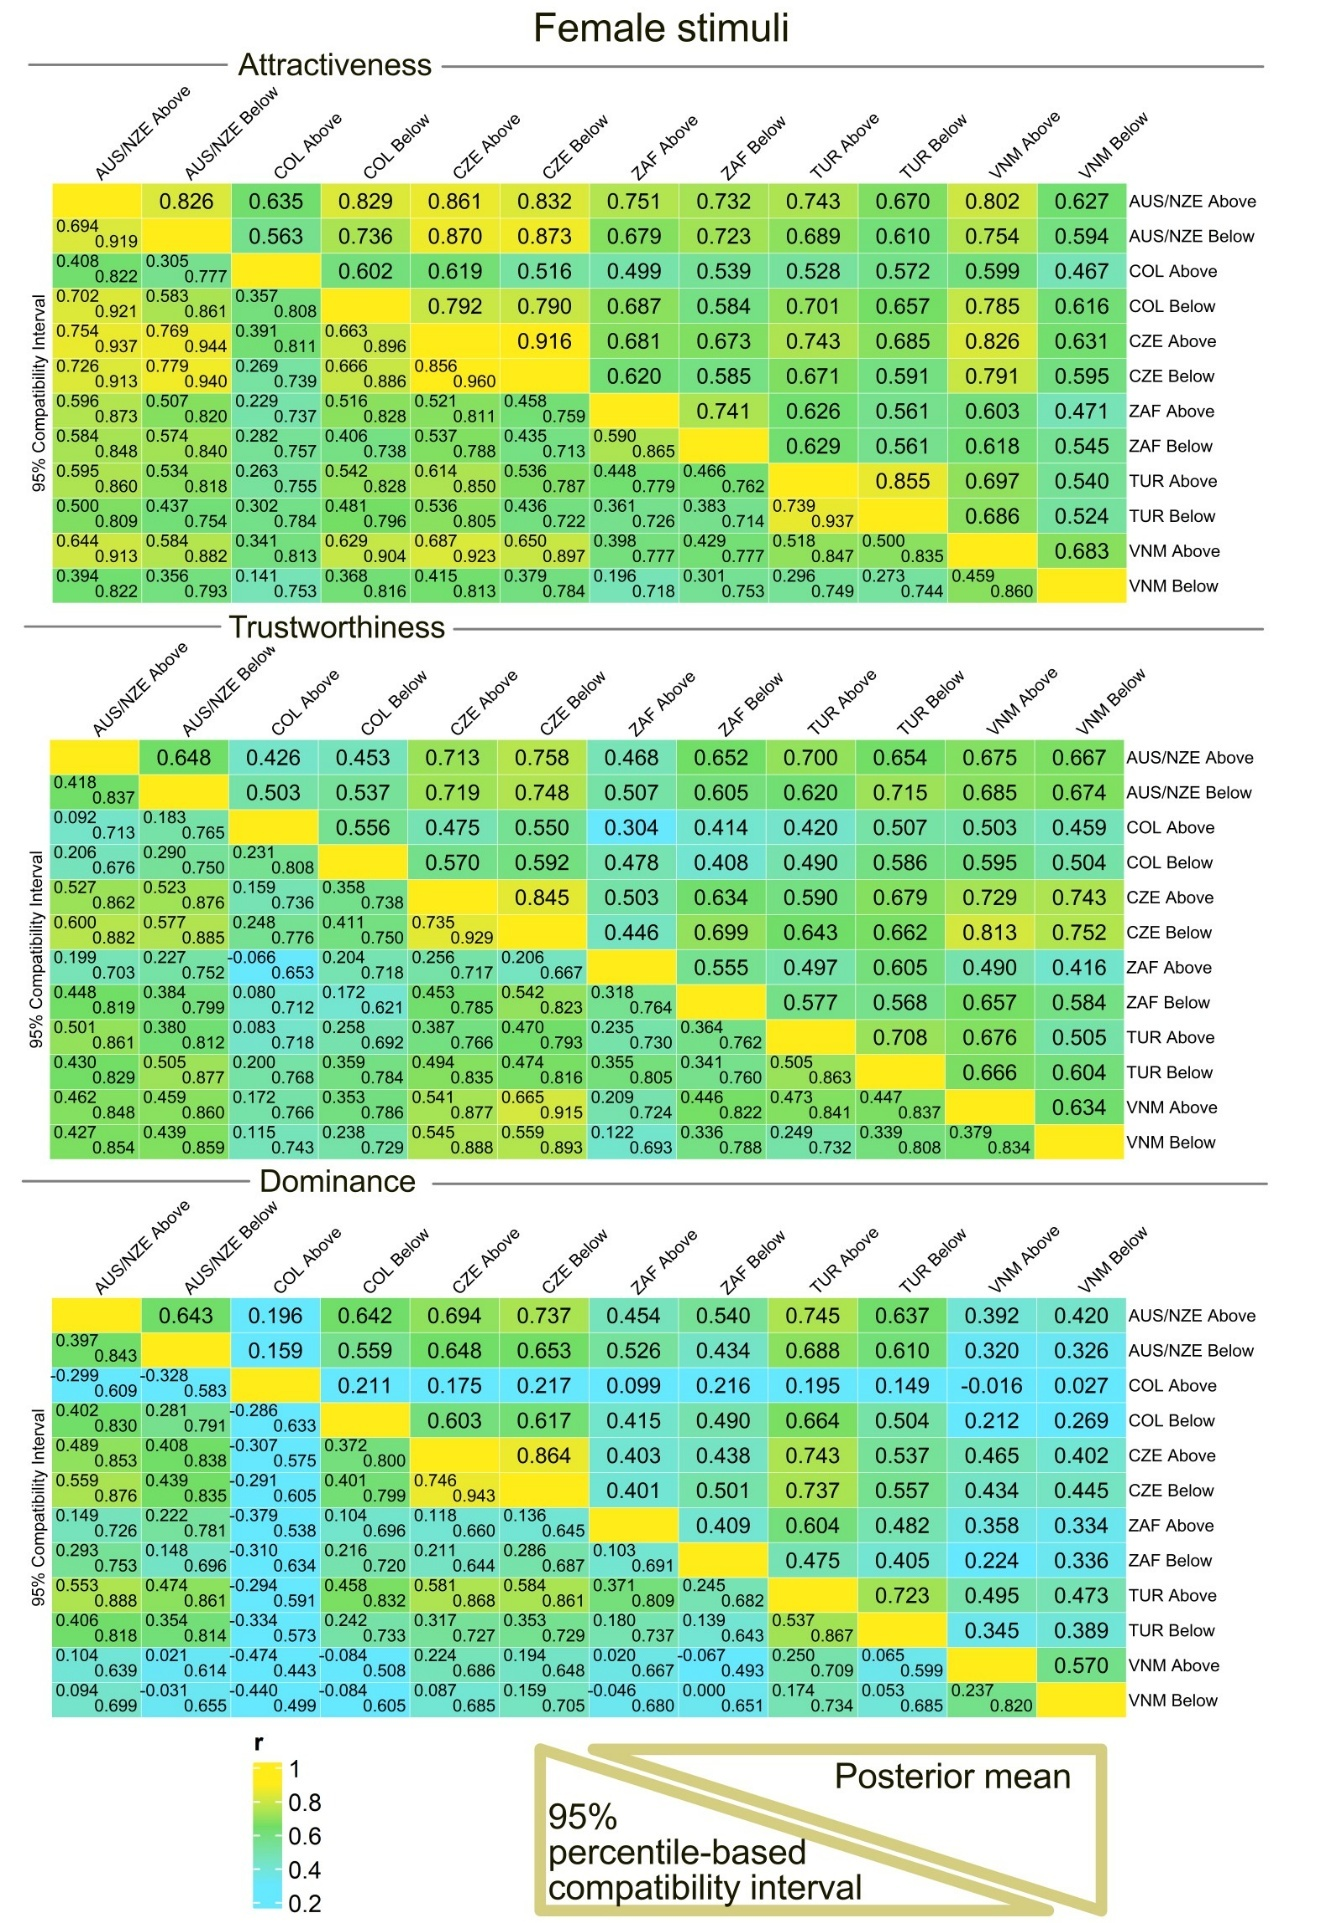 Female stimuli
Attractiveness
AUS/NZE Above AUS/NZE Below COL Above COL Below CZE Above CZE Below ZAF Above ZAF Below TUR Above TUR Below VNM Above VNM Below
95% Compatibility Interval
0.826 0.635 0.829 0.861 0.832 0.751 0.732 0.743 0.670 0.802 0.627 AUS/NZE Above
0.694 0.919 0.563 0.736 0.870 0.873 0.679 0.723 0.689 0.610 0.754 0.594 AUS/NZE Below
0.408 0.822 0.305 0.777 0.602 0.619 0.516 0.499 0.539 0.528 0.572 0.599 0.467 COL Above
0.702 0.921 0.583 0.861 0.357 0.808 0.792 0.790 0.687 0.584 0.701 0.657 0.785 0.616 COL Below
0.754 0.937 0.769 0.944 0.391 0.811 0.663 0.896 0.916 0.681 0.673 0.743 0.685 0.826 0.631 CZE Above
0.726 0.913 0.779 0.940 0.269 0.739 0.666 0.886 0.856 0.960 0.620 0.585 0.671 0.591 0.791 0.595 CZE Below
0.596 0.873 0.507 0.820 0.229 0.737 0.516 0.828 0.521 0.811 0.458 0.759 0.741 0.626 0.561 0.603 0.471 ZAF Above
0.584 0.848 0.574 0.840 0.282 0.757 0.406 0.738 0.537 0.788 0.435 0.713 0.590 0.865 0.629 0.561 0.618 0.545 ZAF Below
0.595 0.860 0.534 0.818 0.263 0.755 0.542 0.828 0.614 0.850 0.536 0.787 0.448 0.779 0.466 0.762 0.855 0.697 0.540 TUR Above
0.500 0.809 0.437 0.754 0.302 0.784 0.481 0.796 0.536 0.805 0.436 0.722 0.361 0.726 0.383 0.714 0.739 0.937 0.686 0.524 TUR Below
0.644 0.913 0.584 0.882 0.341 0.813 0.629 0.904 0.687 0.923 0.650 0.897 0.398 0.777 0.429 0.777 0.518 0.847 0.500 0.835 0.683 VNM Above
0.394 0.822 0.356 0.793 0.141 0.753 0.368 0.816 0.415 0.813 0.379 0.784 0.196 0.718 0.301 0.753 0.296 0.749 0.273 0.744 0.459 0.860 VNM Below
Trustworthiness
AUS/NZE Above AUS/NZE Below COL Above COL Below CZE Above CZE Below ZAF Above ZAF Below TUR Above TUR Below VNM Above VNM Below
95% Compatibility Interval
0.648 0.426 0.453 0.713 0.758 0.468 0.652 0.700 0.654 0.675 0.667 AUS/NZE Above
0.418 0.837 0.503 0.537 0.719 0.748 0.507 0.605 0.620 0.715 0.685 0.674 AUS/NZE Below
0.092 0.713 0.183 0.765 0.556 0.475 0.550 0.304 0.414 0.420 0.507 0.503 0.459 COL Above
0.206 0.676 0.290 0.750 0.231 0.808 0.570 0.592 0.478 0.408 0.490 0.586 0.595 0.504 COL Below
0.527 0.862 0.523 0.876 0.159 0.736 0.358 0.738 0.845 0.503 0.634 0.590 0.679 0.729 0.743 CZE Above
0.600 0.882 0.577 0.885 0.248 0.776 0.411 0.750 0.735 0.929 0.446 0.699 0.643 0.662 0.813 0.752 CZE Below
0.199 0.703 0.227 0.752 -0.066 0.653 0.204 0.718 0.256 0.717 0.206 0.667 0.555 0.497 0.605 0.490 0.416 ZAF Above
0.448 0.819 0.384 0.799 0.080 0.712 0.172 0.621 0.453 0.785 0.542 0.823 0.318 0.764 0.577 0.568 0.657 0.584 ZAF Below
0.501 0.861 0.380 0.812 0.083 0.718 0.258 0.692 0.387 0.766 0.470 0.793 0.235 0.730 0.364 0.762 0.708 0.676 0.505 TUR Above
0.430 0.829 0.505 0.877 0.200 0.768 0.359 0.784 0.494 0.835 0.474 0.816 0.355 0.805 0.341 0.760 0.505 0.863 0.666 0.604 TUR Below
0.462 0.848 0.459 0.860 0.172 0.766 0.353 0.786 0.541 0.877 0.665 0.915 0.209 0.724 0.446 0.822 0.473 0.841 0.447 0.837 0.634 VNM Above
0.427 0.854 0.439 0.859 0.115 0.743 0.238 0.729 0.545 0.888 0.559 0.893 0.122 0.693 0.336 0.788 0.249 0.732 0.339 0.808 0.379 0.834 VNM Below
Dominance
AUS/NZE Above AUS/NZE Below COL Above COL Below CZE Above CZE Below ZAF Above ZAF Below TUR Above TUR Below VNM Above VNM Below
95% Compatibility Interval
0.643 0.196 0.642 0.694 0.737 0.454 0.540 0.745 0.637 0.392 0.420 AUS/NZE Above
0.397 0.843 0.159 0.559 0.648 0.653 0.526 0.434 0.688 0.610 0.320 0.326 AUS/NZE Below
-0.299 0.609 -0.328 0.583 0.211 0.175 0.217 0.099 0.216 0.195 0.149 -0.016 0.027 COL Above
0.402 0.830 0.281 0.791 -0.286 0.633 0.603 0.617 0.415 0.490 0.664 0.504 0.212 0.269 COL Below
0.489 0.853 0.408 0.838 -0.307 0.575 0.372 0.800 0.864 0.403 0.438 0.743 0.537 0.465 0.402 CZE Above
0.559 0.876 0.439 0.835 -0.291 0.605 0.401 0.799 0.746 0.943 0.401 0.501 0.737 0.557 0.434 0.445 CZE Below
0.149 0.726 0.222 0.781 -0.379 0.538 0.104 0.696 0.118 0.660 0.136 0.645 0.409 0.604 0.482 0.358 0.334 ZAF Above
0.293 0.753 0.148 0.696 -0.310 0.634 0.216 0.720 0.211 0.644 0.286 0.687 0.103 0.691 0.475 0.405 0.224 0.336 ZAF Below
0.553 0.888 0.474 0.861 -0.294 0.591 0.458 0.832 0.581 0.868 0.584 0.861 0.371 0.809 0.245 0.682 0.723 0.495 0.473 TUR Above
0.406 0.818 0.354 0.814 -0.334 0.573 0.242 0.733 0.317 0.727 0.353 0.729 0.180 0.737 0.139 0.643 0.537 0.867 0.345 0.389 TUR Below
0.104 0.639 0.021 0.614 -0.474 0.443 -0.084 0.508 0.224 0.686 0.194 0.648 0.020 0.667 -0.067 0.493 0.250 0.709 0.065 0.599 0.570 VNM Above
0.094 0.699 -0.031 0.655 -0.440 0.499 -0.084 0.605 0.087 0.685 0.159 0.705 -0.046 0.680 0.000 0.651 0.174 0.734 0.053 0.685 0.237 0.820 VNM Below
r
1
0.8
0.6
0.4
0.2
Posterior mean
95%
percentile-based
compatibility interval